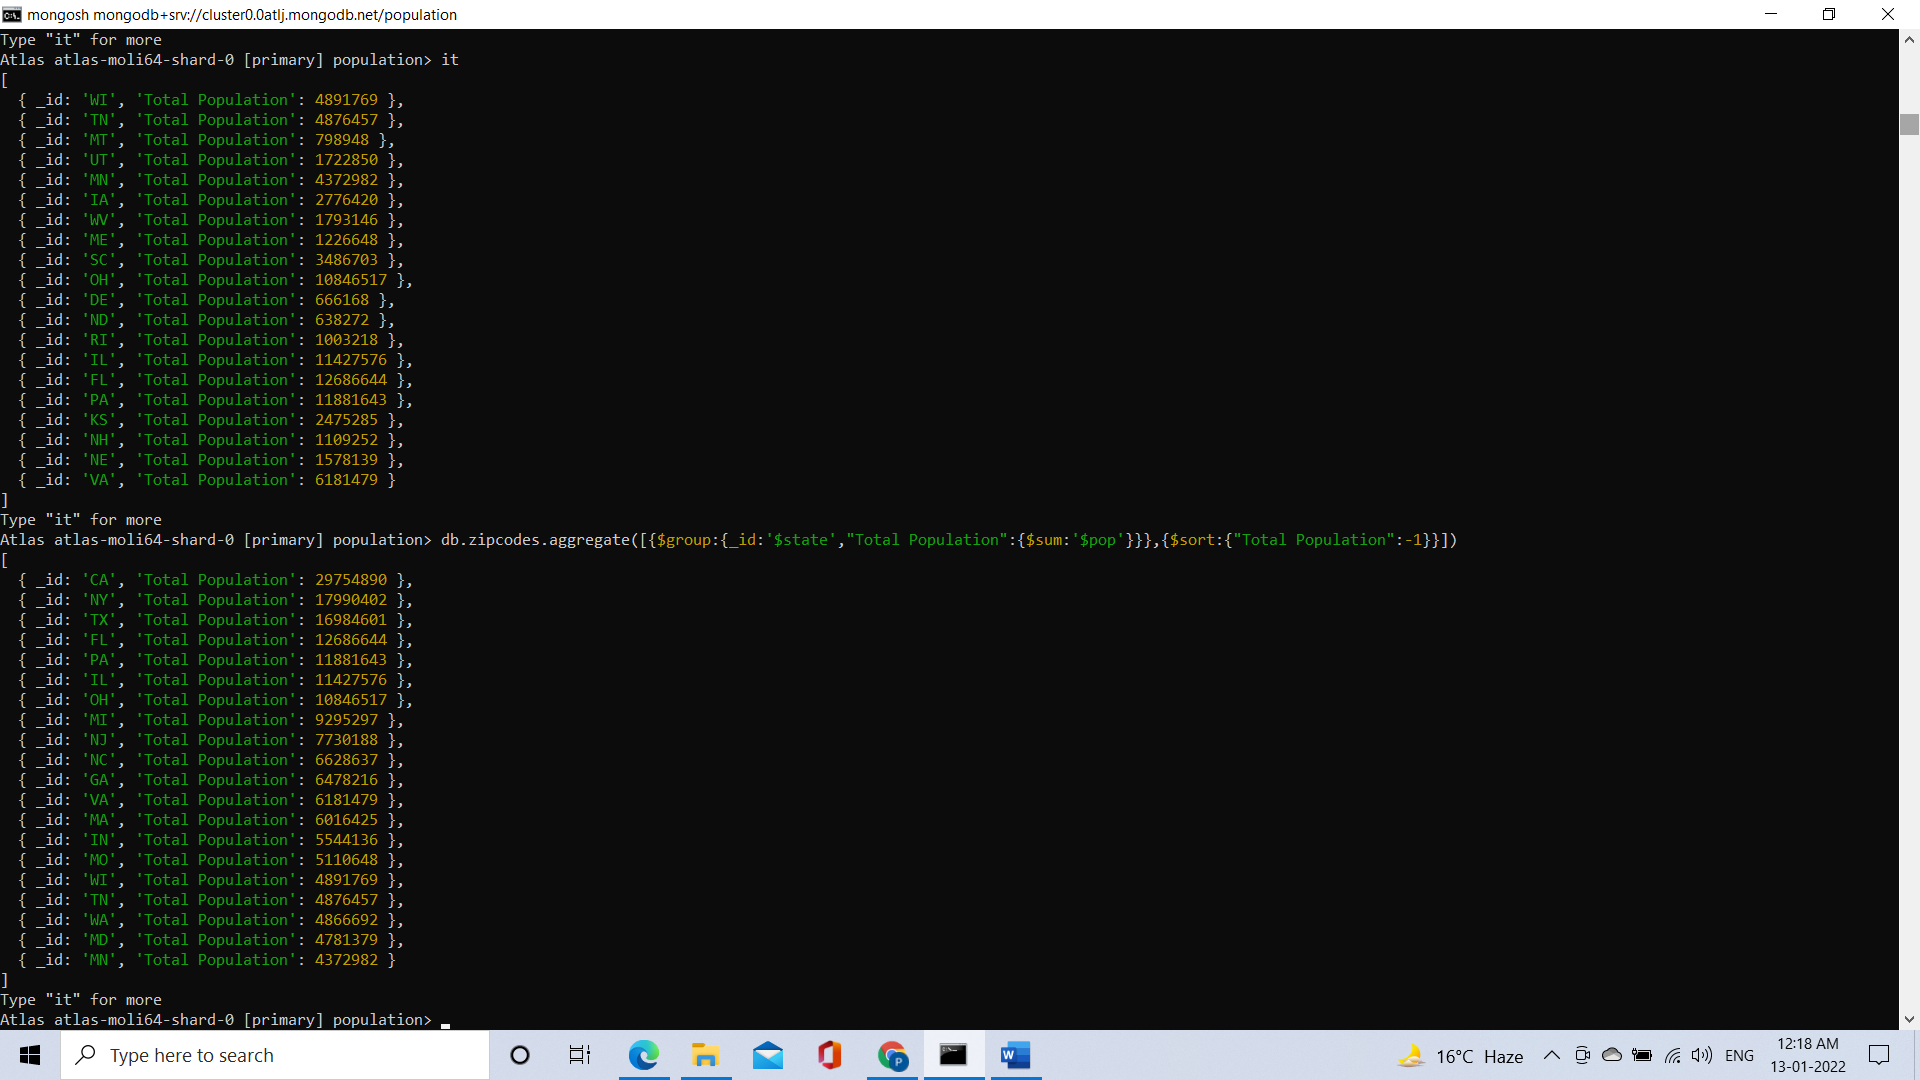 mongosh mongodb+srv://cluster0.0atlj.mongodb.net/population
Type "it" for more
Atlas atlas-moli64-shard-0 [primary] population> it
[
  { _id: 'WI', 'Total Population': 4891769 },
  { _id: 'TN', 'Total Population': 4876457 },
  { _id: 'MT', 'Total Population': 798948 },
  { _id: 'UT', 'Total Population': 1722850 },
  { _id: 'MN', 'Total Population': 4372982 },
  { _id: 'IA', 'Total Population': 2776420 },
  { _id: 'WV', 'Total Population': 1793146 },
  { _id: 'ME', 'Total Population': 1226648 },
  { _id: 'SC', 'Total Population': 3486703 },
  { _id: 'OH', 'Total Population': 10846517 },
  { _id: 'DE', 'Total Population': 666168 },
  { _id: 'ND', 'Total Population': 638272 },
  { _id: 'RI', 'Total Population': 1003218 },
  { _id: 'IL', 'Total Population': 11427576 },
  { _id: 'FL', 'Total Population': 12686644 },
  { _id: 'PA', 'Total Population': 11881643 },
  { _id: 'KS', 'Total Population': 2475285 },
  { _id: 'NH', 'Total Population': 1109252 },
  { _id: 'NE', 'Total Population': 1578139 },
  { _id: 'VA', 'Total Population': 6181479 }
]
Type "it" for more
Atlas atlas-moli64-shard-0 [primary] population> db.zipcodes.aggregate([{$group:{_id:'$state',"Total Population":{$sum:'$pop'}}},{$sort:{"Total Population":-1}}])
[
  { _id: 'CA', 'Total Population': 29754890 },
  { _id: 'NY', 'Total Population': 17990402 },
  { _id: 'TX', 'Total Population': 16984601 },
  { _id: 'FL', 'Total Population': 12686644 },
  { _id: 'PA', 'Total Population': 11881643 },
  { _id: 'IL', 'Total Population': 11427576 },
  { _id: 'OH', 'Total Population': 10846517 },
  { _id: 'MI', 'Total Population': 9295297 },
  { _id: 'NJ', 'Total Population': 7730188 },
  { _id: 'NC', 'Total Population': 6628637 },
  { _id: 'GA', 'Total Population': 6478216 },
  { _id: 'VA', 'Total Population': 6181479 },
  { _id: 'MA', 'Total Population': 6016425 },
  { _id: 'IN', 'Total Population': 5544136 },
  { _id: 'MO', 'Total Population': 5110648 },
  { _id: 'WI', 'Total Population': 4891769 },
  { _id: 'TN', 'Total Population': 4876457 },
  { _id: 'WA', 'Total Population': 4866692 },
  { _id: 'MD', 'Total Population': 4781379 },
  { _id: 'MN', 'Total Population': 4372982 }
]
Type "it" for more
Atlas atlas-moli64-shard-0 [primary] population>
Type here to search
16°C Haze
ENG
12:18 AM
13-01-2022